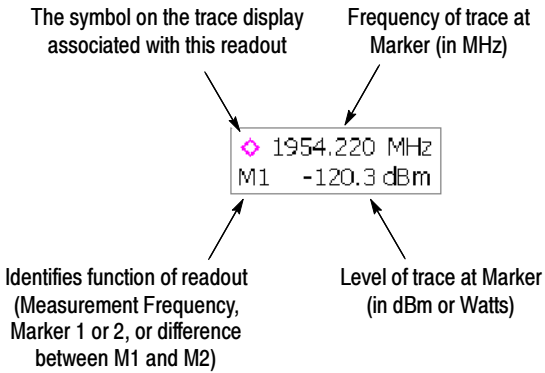 The symbol on the trace display
associated with this readout
Frequency of trace at
Marker (in MHz)
1954.220 MHz
M1 -120.3 dBm
Identifies function of readout
(Measurement Frequency,
Marker 1 or 2, or difference
between M1 and M2)
Level of trace at Marker
(in dBm or Watts)